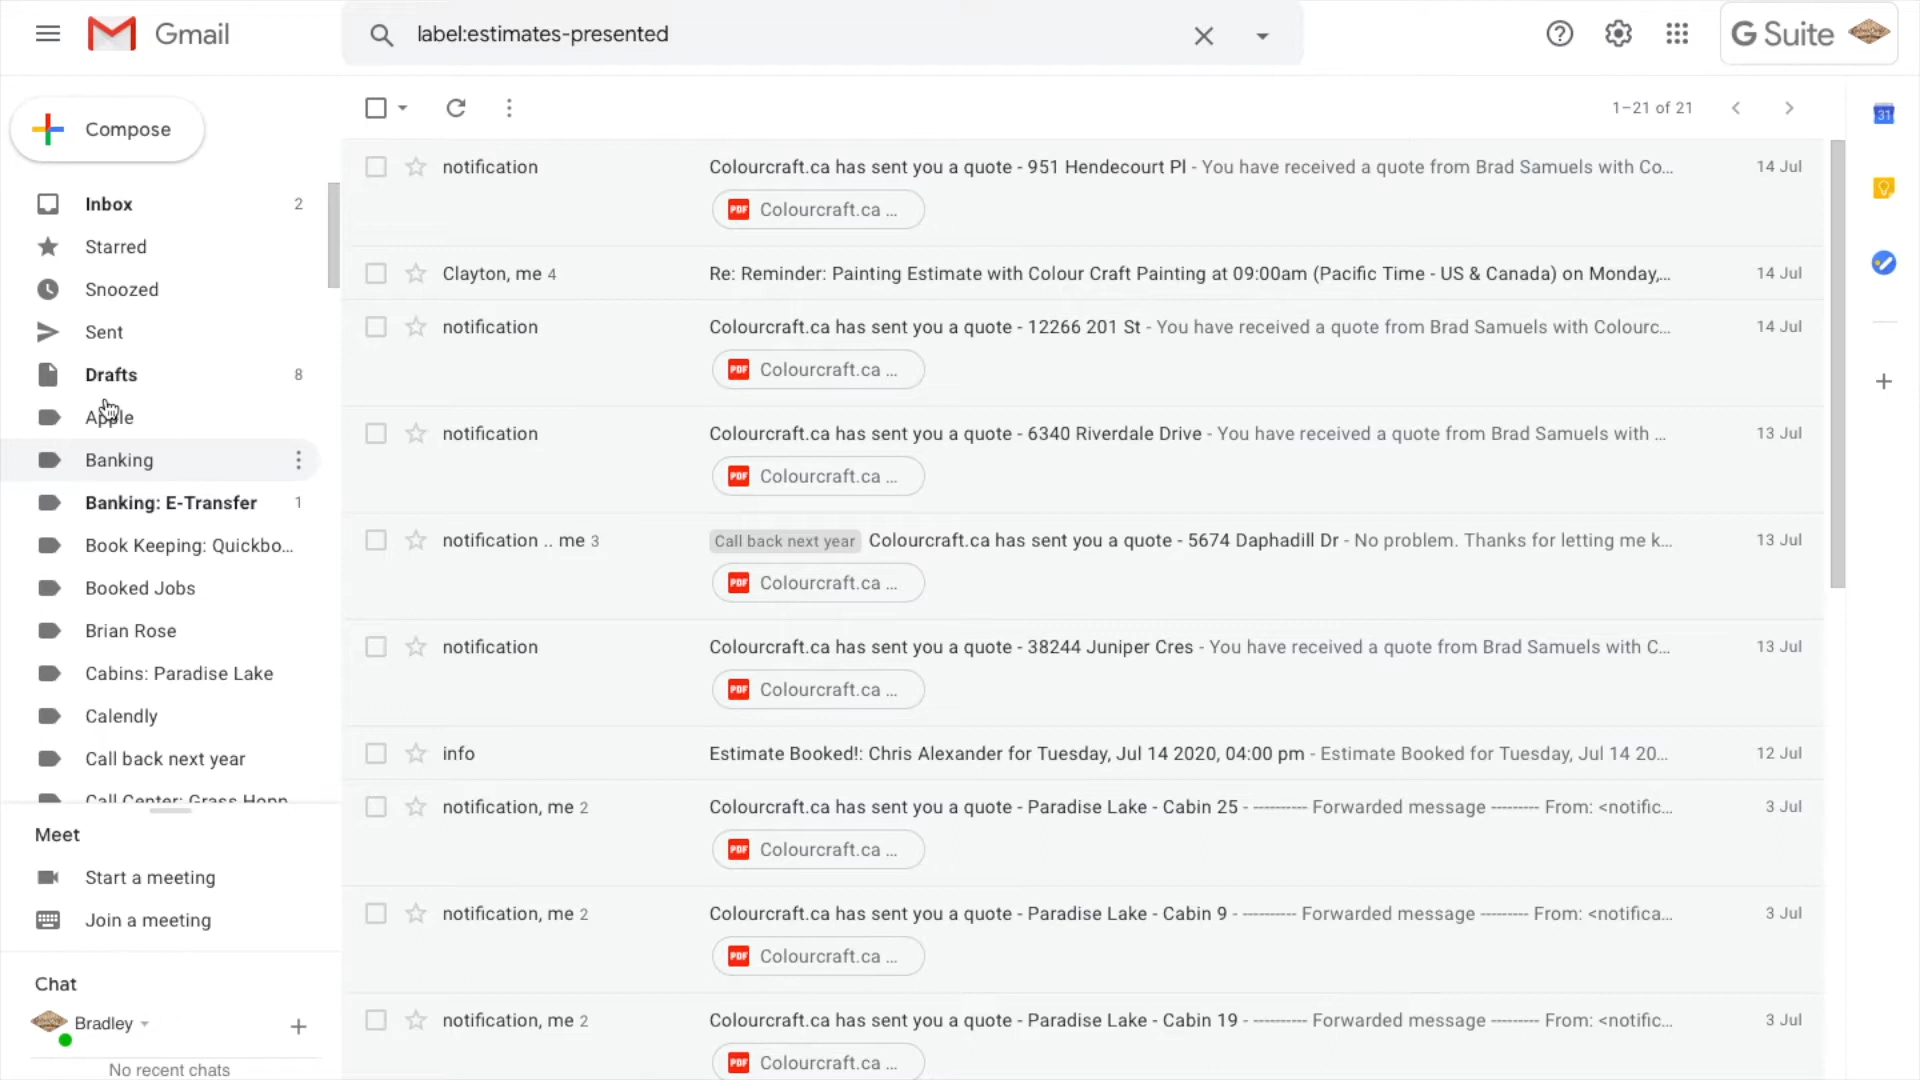 Gmail
label:estimates-presented
G Suite
Compose
1–21 of 21
31
Inbox 2
Starred
Snoozed
Sent
Drafts 8
Apple
Banking
Banking: E-Transfer 1
Book Keeping: Quickbo...
Booked Jobs
Brian Rose
Cabins: Paradise Lake
Calendly
Call back next year
Call Center: Grass Hopp
Meet
Start a meeting
Join a meeting
Chat
Bradley
No recent chats
notification Colourcraft.ca has sent you a quote - 951 Hendecourt Pl - You have received a quote from Brad Samuels with Co... 14 Jul
PDF Colourcraft.ca ...
Clayton, me 4 Re: Reminder: Painting Estimate with Colour Craft Painting at 09:00am (Pacific Time - US & Canada) on Monday,... 14 Jul
notification Colourcraft.ca has sent you a quote - 12266 201 St - You have received a quote from Brad Samuels with Colourc... 14 Jul
PDF Colourcraft.ca ...
notification Colourcraft.ca has sent you a quote - 6340 Riverdale Drive - You have received a quote from Brad Samuels with ... 13 Jul
PDF Colourcraft.ca ...
notification .. me 3 Call back next year Colourcraft.ca has sent you a quote - 5674 Daphadill Dr - No problem. Thanks for letting me k... 13 Jul
PDF Colourcraft.ca ...
notification Colourcraft.ca has sent you a quote - 38244 Juniper Cres - You have received a quote from Brad Samuels with C... 13 Jul
PDF Colourcraft.ca ...
info Estimate Booked!: Chris Alexander for Tuesday, Jul 14 2020, 04:00 pm - Estimate Booked for Tuesday, Jul 14 20... 12 Jul
notification, me 2 Colourcraft.ca has sent you a quote - Paradise Lake - Cabin 25 - ---------- Forwarded message --------- From: <notific... 3 Jul
PDF Colourcraft.ca ...
notification, me 2 Colourcraft.ca has sent you a quote - Paradise Lake - Cabin 9 - ---------- Forwarded message --------- From: <notifica... 3 Jul
PDF Colourcraft.ca ...
notification, me 2 Colourcraft.ca has sent you a quote - Paradise Lake - Cabin 19 - ---------- Forwarded message --------- From: <notific... 3 Jul
PDF Colourcraft.ca ...